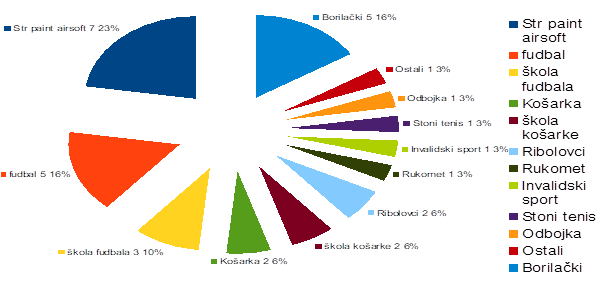 Str paint airsoft 7 23%
Borilački 5 16%
Ostali 1 3%
Odbojka 1 3%
Stoni tenis 1 3%
Invalidski sport 1 3%
Rukomet 1 3%
Ribolovci 2 6%
škola košarke 2 6%
Košarka 2 6%
škola fudbala 3 10%
fudbal 5 16%
Str paint
airsoft
fudbal
škola
fudbala
Košarka
škola
košarke
Ribolovci
Rukomet
Invalidski
sport
Stoni tenis
Odbojka
Ostali
Borilački